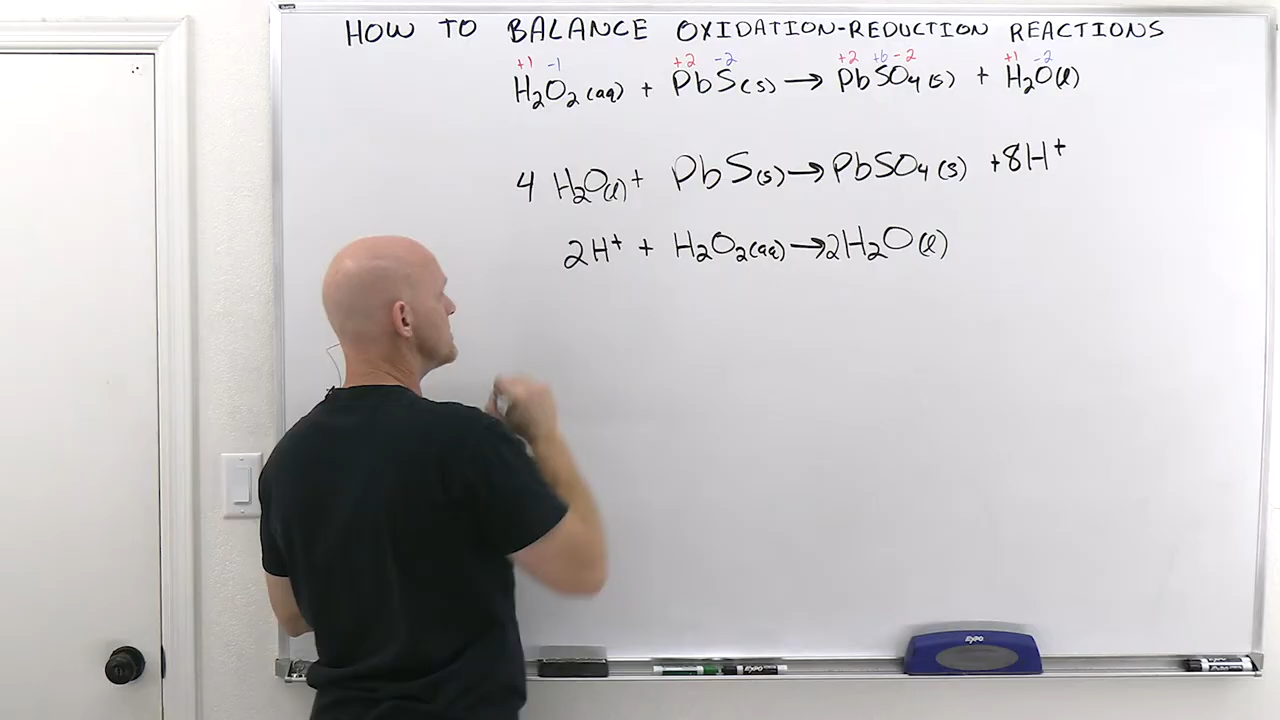 HOW TO BALANCE OXIDATION-REDUCTION REACTIONS
+1 -1 +2 -2 +2 +6 -2 +1 -2
H₂O₂(aq) + PbS(s) → PbSO₄(s) + H₂O(l)
4 H₂O(l) + PbS(s) → PbSO₄(s) + 8H⁺
2H⁺ + H₂O₂(aq) → 2H₂O(l)
EXPO